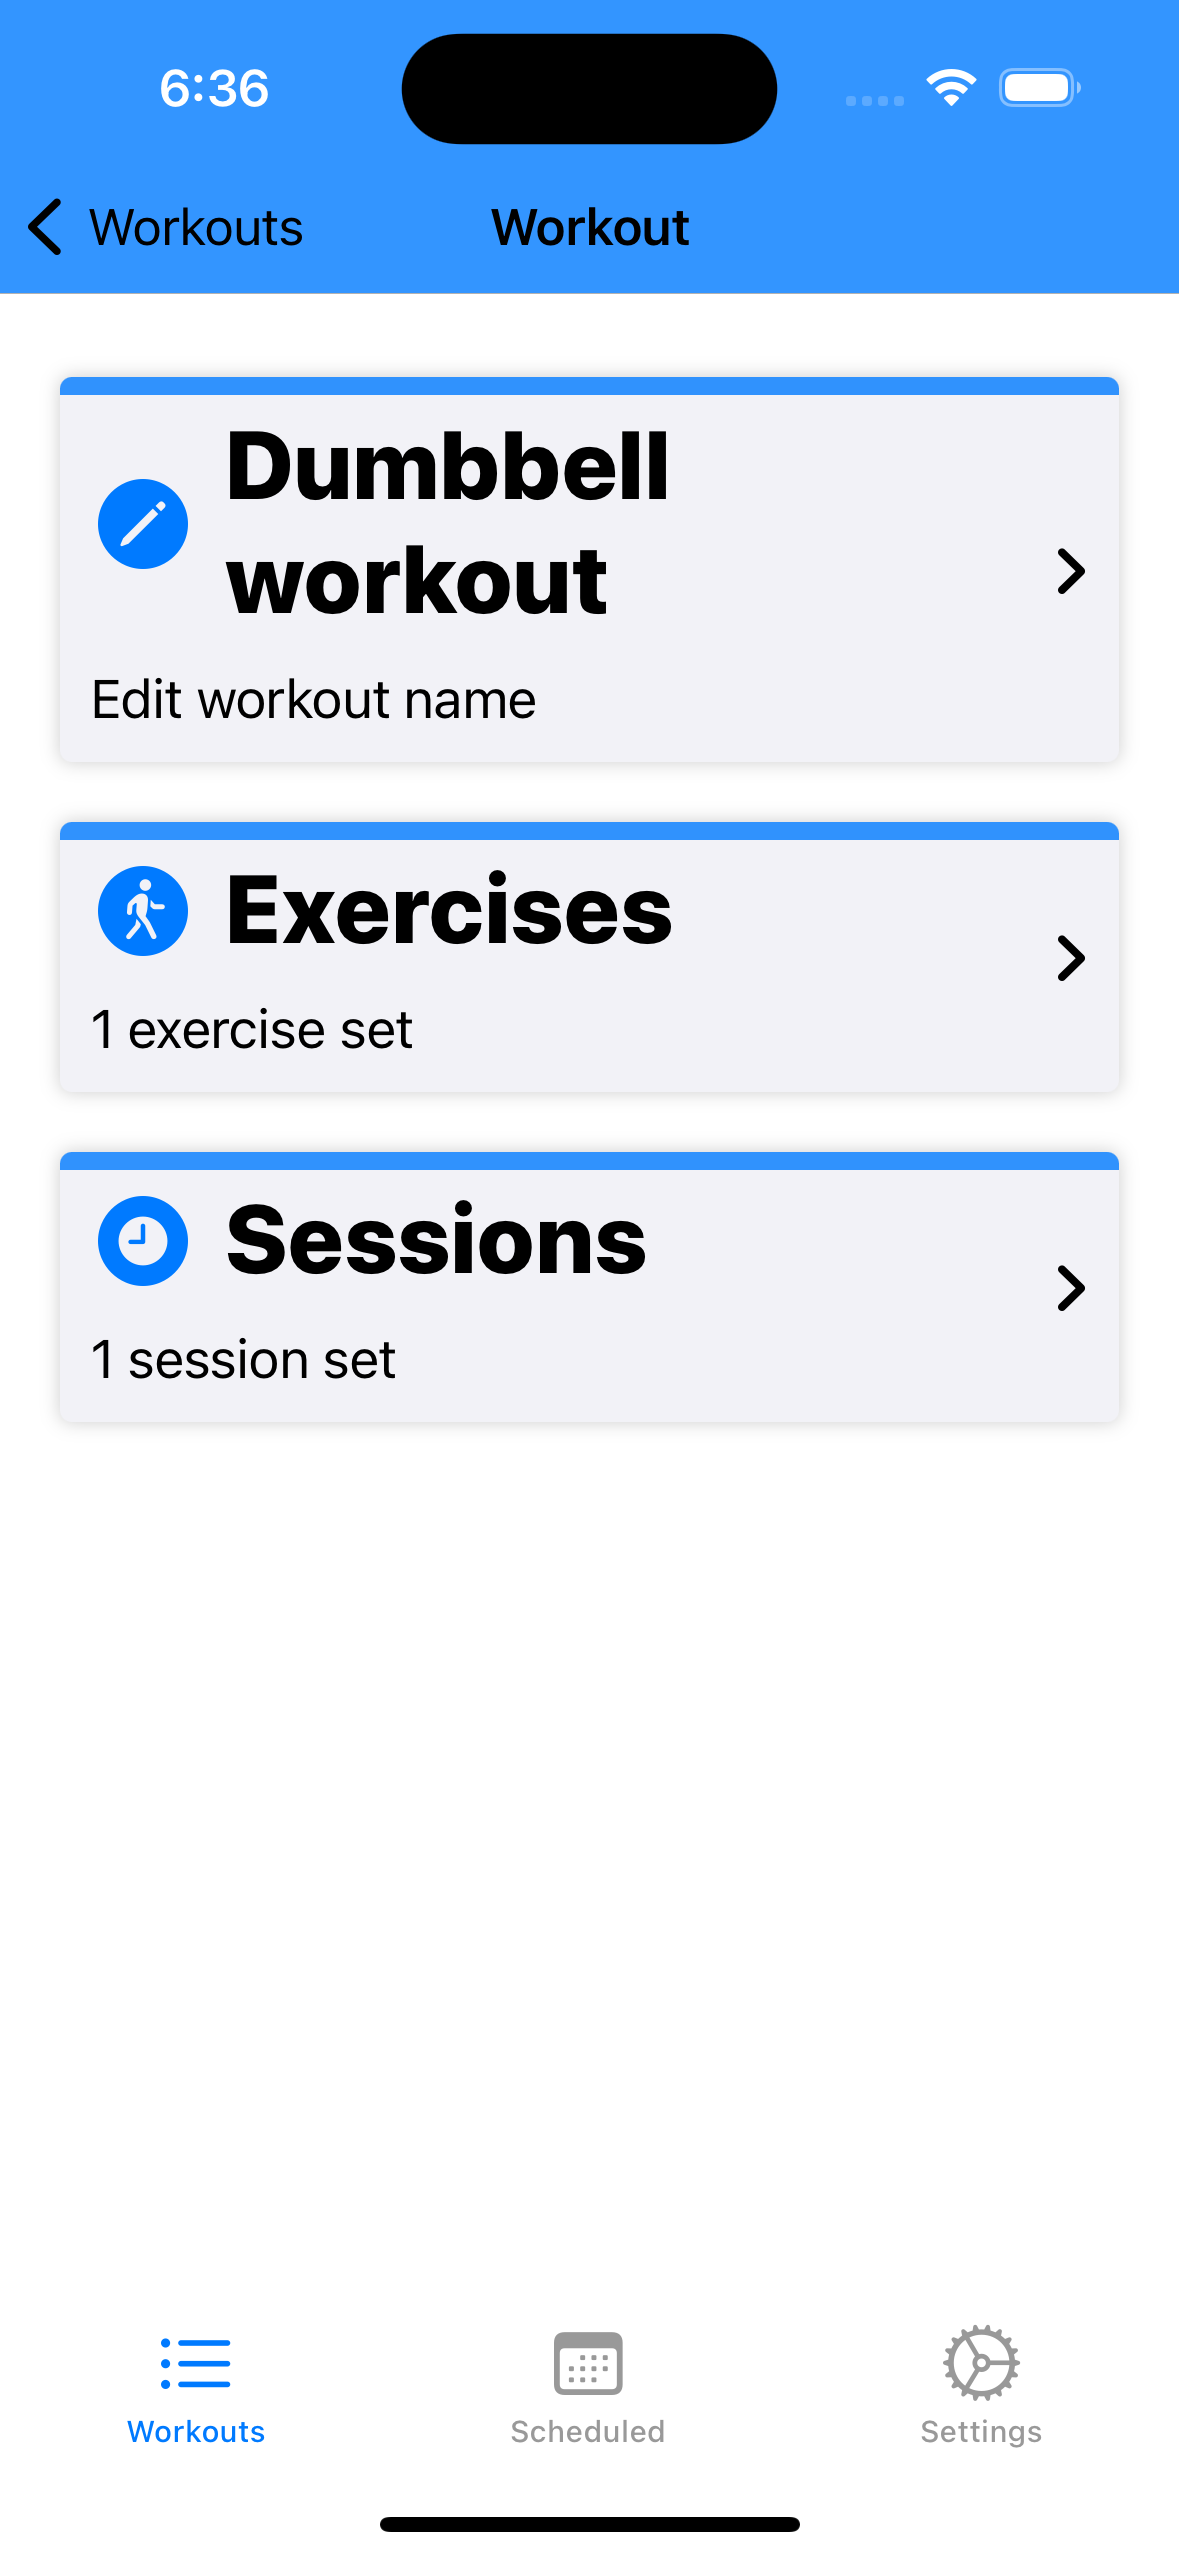 6:36
Workouts
Workout
Dumbbell
workout
Edit workout name
Exercises
1 exercise set
Sessions
1 session set
Workouts
Scheduled
Settings